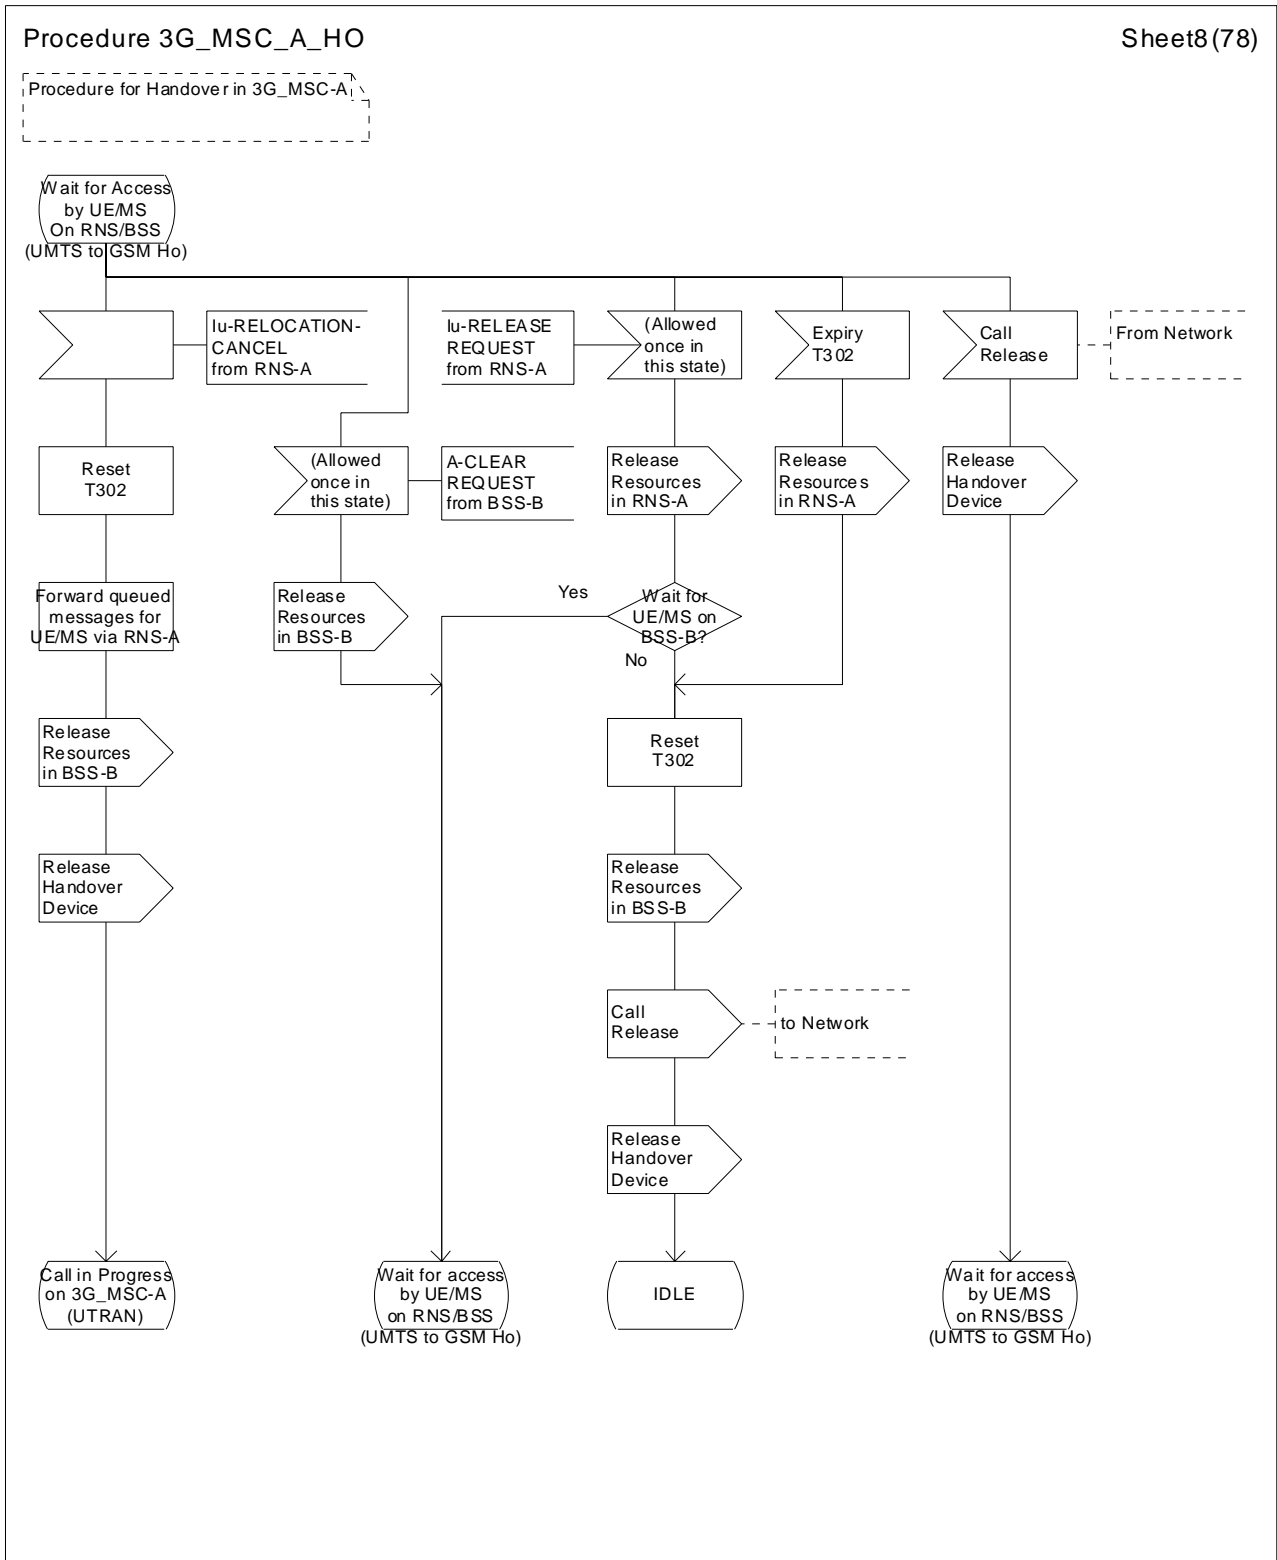 Procedure 3G_MSC_A_HO
Sheet8(78)
Procedure for Handover in 3G_MSC-A
Wait for Access
by UE/MS
On RNS/BSS
(UMTS to GSM Ho)
Iu-RELOCATION-
CANCEL
from RNS-A
Iu-RELEASE
REQUEST
from RNS-A
(Allowed
once in
this state)
Expiry
T302
Call
Release
From Network
Reset
T302
(Allowed
once in
this state)
A-CLEAR
REQUEST
from BSS-B
Release
Resources
in RNS-A
Release
Resources
in RNS-A
Release
Handover
Device
Forward queued
messages for
UE/MS via RNS-A
Release
Resources
in BSS-B
Yes
Wait for
UE/MS on
BSS-B?
No
Release
Resources
in BSS-B
Reset
T302
Release
Handover
Device
Release
Resources
in BSS-B
Call
Release
to Network
Release
Handover
Device
Call in Progress
on 3G_MSC-A
(UTRAN)
Wait for access
by UE/MS
on RNS/BSS
(UMTS to GSM Ho)
IDLE
Wait for access
by UE/MS
on RNS/BSS
(UMTS to GSM Ho)